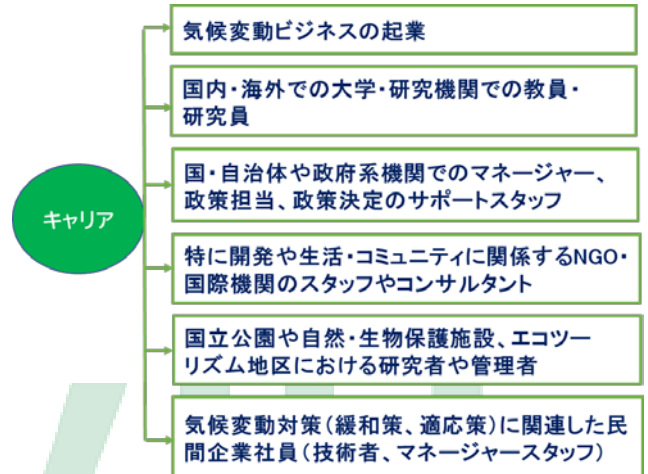 気候変動ビジネスの起業
国内・海外での大学・研究機関での教員・
研究員
国・自治体や政府系機関でのマネージャー、
政策担当、政策決定のサポートスタッフ
キャリア
特に開発や生活・コミュニティに関係するNGO・
国際機関のスタッフやコンサルタント
国立公園や自然・生物保護施設、エコツー
リズム地区における研究者や管理者
気候変動対策(緩和策、適応策)に関連した民
間企業社員(技術者、マネージャースタッフ)